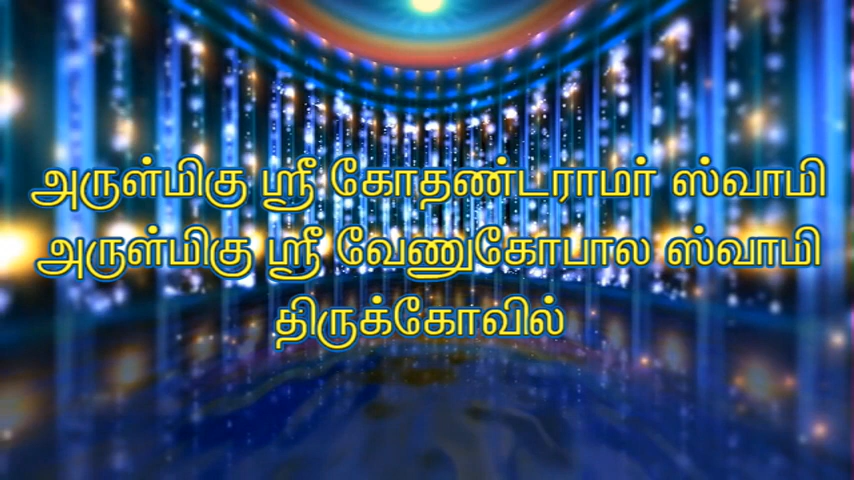 அருள்மிகு ஸ்ரீ கோதண்டராமர் ஸ்வாமி
அருள்மிகு ஸ்ரீ வேணுகோபால ஸ்வாமி
திருக்கோவில்